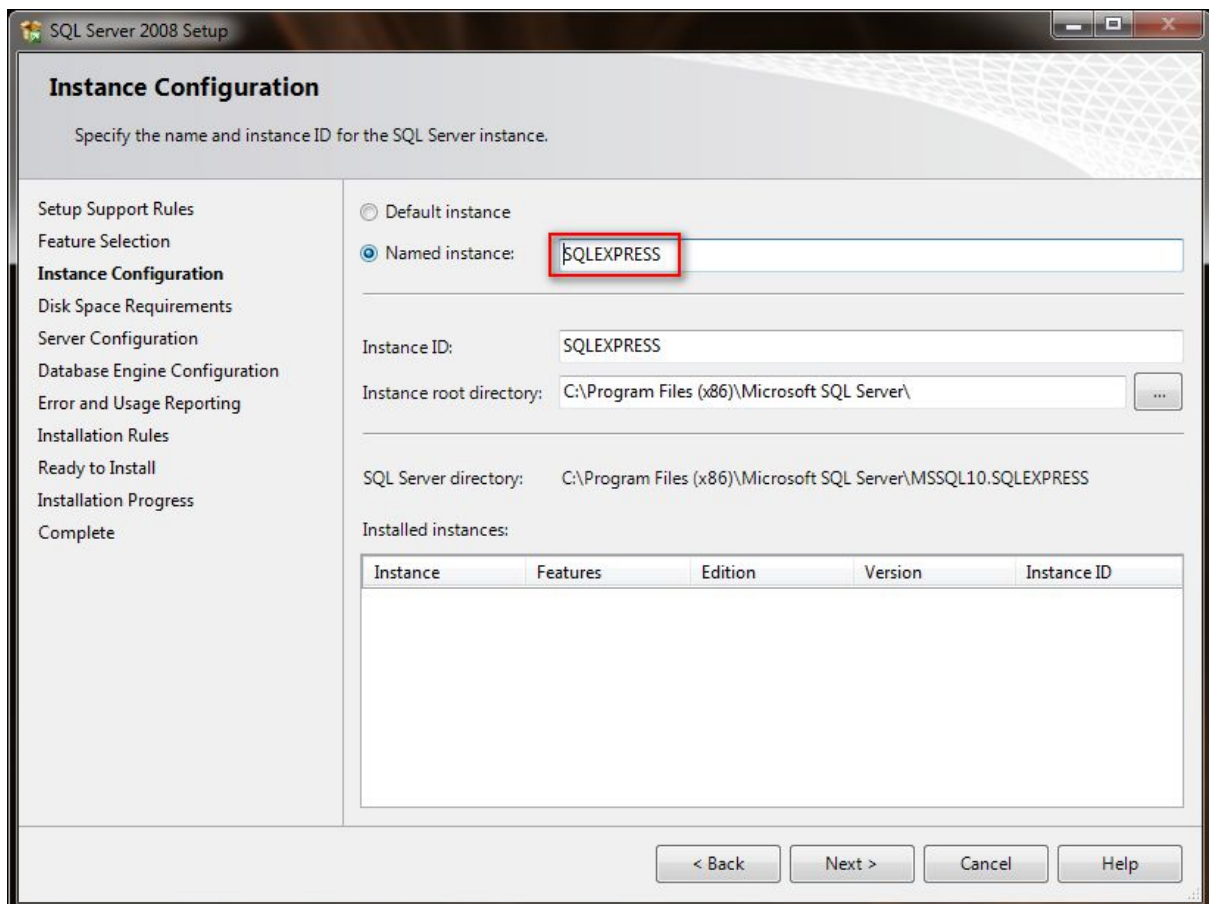 SQL Server 2008 Setup
Instance Configuration
Specify the name and instance ID for the SQL Server instance.
Setup Support Rules
Feature Selection
Instance Configuration
Disk Space Requirements
Server Configuration
Database Engine Configuration
Error and Usage Reporting
Installation Rules
Ready to Install
Installation Progress
Complete
Default instance
Named instance: SQLEXPRESS
Instance ID: SQLEXPRESS
Instance root directory: C:\Program Files (x86)\Microsoft SQL Server\ ...
SQL Server directory: C:\Program Files (x86)\Microsoft SQL Server\MSSQL10.SQLEXPRESS
Installed instances:
Instance Features Edition Version Instance ID
< Back Next > Cancel Help